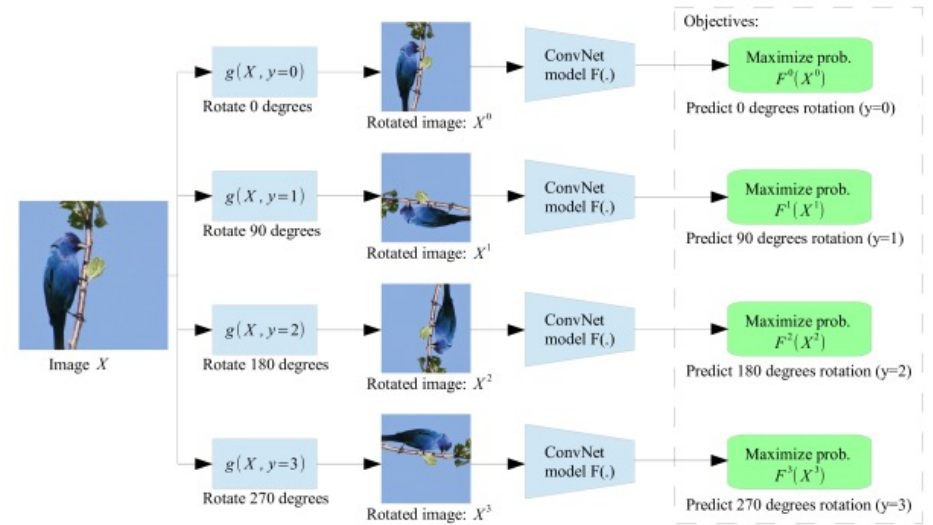 Objectives:
g(X, y=0)
Rotate 0 degrees
Rotated image: X⁰
ConvNet
model F(.)
Maximize prob.
F⁰(X⁰)
Predict 0 degrees rotation (y=0)
g(X, y=1)
Rotate 90 degrees
Rotated image: X¹
ConvNet
model F(.)
Maximize prob.
F¹(X¹)
Predict 90 degrees rotation (y=1)
Image X
g(X, y=2)
Rotate 180 degrees
Rotated image: X²
ConvNet
model F(.)
Maximize prob.
F²(X²)
Predict 180 degrees rotation (y=2)
g(X, y=3)
Rotate 270 degrees
Rotated image: X³
ConvNet
model F(.)
Maximize prob.
F³(X³)
Predict 270 degrees rotation (y=3)